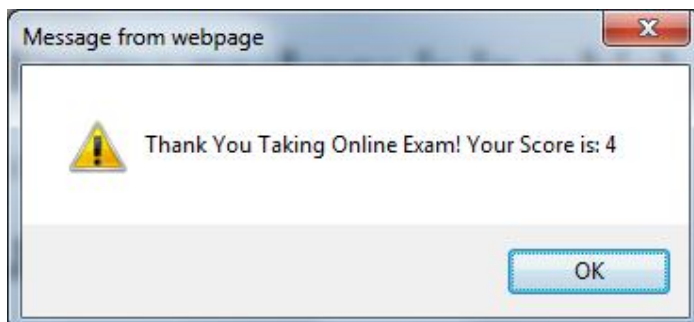 Message from webpage
Thank You Taking Online Exam! Your Score is: 4
OK